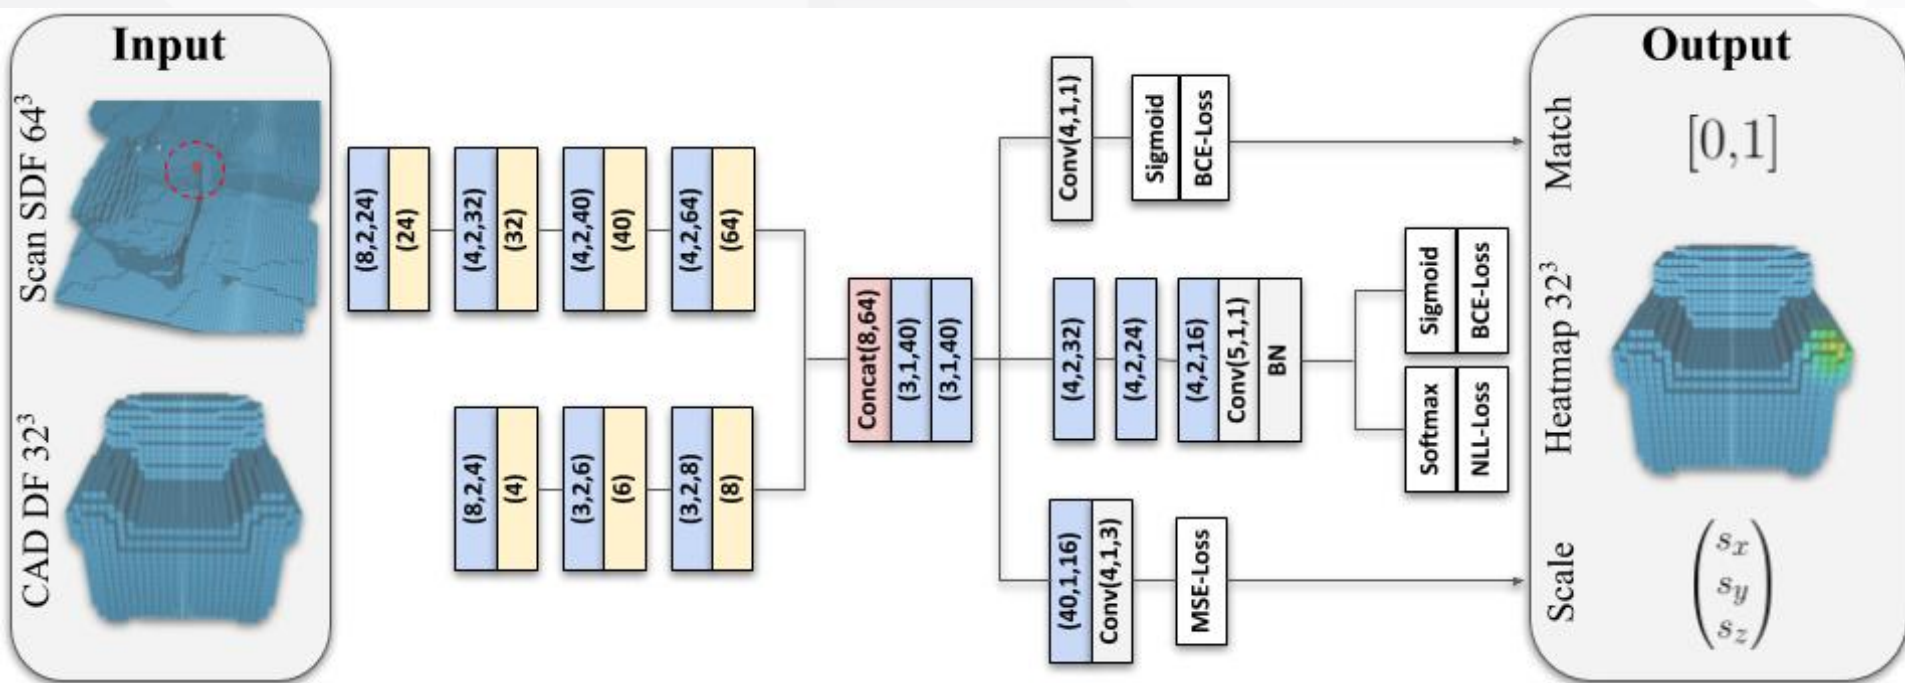 Input
Scan SDF 64³
CAD DF 32³
(8,2,24)
(24)
(4,2,32)
(32)
(4,2,40)
(40)
(4,2,64)
(64)
(8,2,4)
(4)
(3,2,6)
(6)
(3,2,8)
(8)
Concat(8,64)
(3,1,40)
(3,1,40)
Conv(4,1,1)
Sigmoid
BCE-Loss
(4,2,32)
(4,2,24)
(4,2,16)
Conv(5,1,1)
BN
Sigmoid
BCE-Loss
Softmax
NLL-Loss
(40,1,16)
Conv(4,1,3)
MSE-Loss
Output
Match
[0,1]
Heatmap 32³
Scale
s_x
s_y
s_z